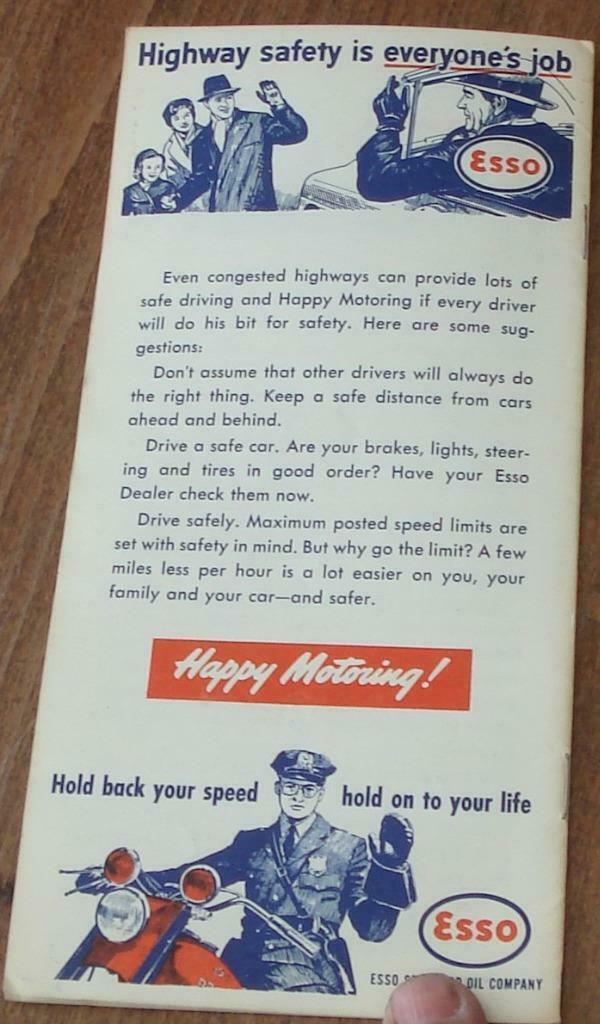 Highway safety is everyone's job
Esso
Even congested highways can provide lots of
safe driving and Happy Motoring if every driver
will do his bit for safety. Here are some sug-
gestions:
Don't assume that other drivers will always do
the right thing. Keep a safe distance from cars
ahead and behind.
Drive a safe car. Are your brakes, lights, steer-
ing and tires in good order? Have your Esso
Dealer check them now.
Drive safely. Maximum posted speed limits are
set with safety in mind. But why go the limit? A few
miles less per hour is a lot easier on you, your
family and your car—and safer.
Happy Motoring!
Hold back your speed hold on to your life
Esso
ESSO OIL COMPANY